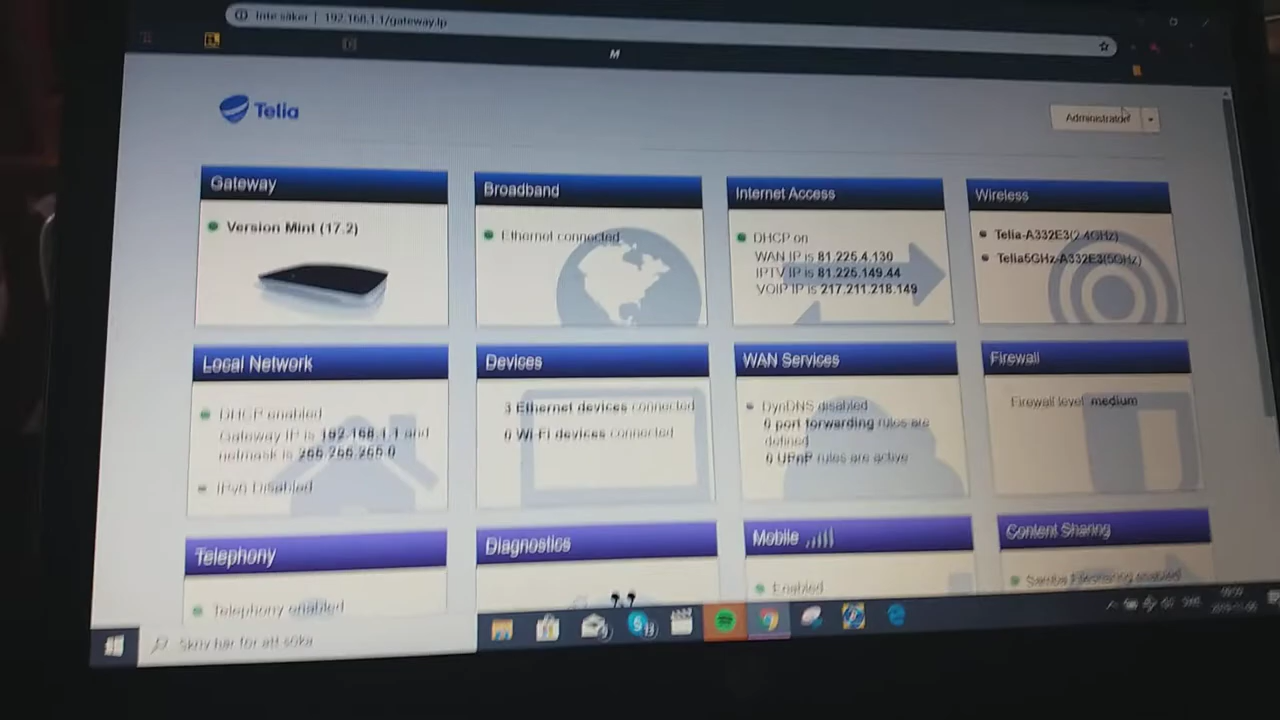 Inte säker | 192.168.1.1/gateway.lp
M
Telia
Administrator
Gateway
Version Mint (17.2)
Broadband
Ethernet connected
Internet Access
DHCP on
WAN IP is 81.225.4.130
IPTV IP is 81.225.149.44
VOIP IP is 217.211.218.149
Wireless
Telia-A332E3(2.4GHz)
Telia5GHz-A332E3(5GHz)
Local Network
DHCP enabled
Gateway IP is 192.168.1.1 and
netmask is 255.255.255.0
IPv6 Disabled
Devices
3 Ethernet devices connected
0 Wi-Fi devices connected
WAN Services
DynDNS disabled
0 port forwarding rules are
defined
0 UPnP rules are active
Firewall
Firewall level medium
Telephony
Telephony enabled
Diagnostics
Mobile
Enabled
Content Sharing
Samba filesharing enabled
Skriv här för att söka